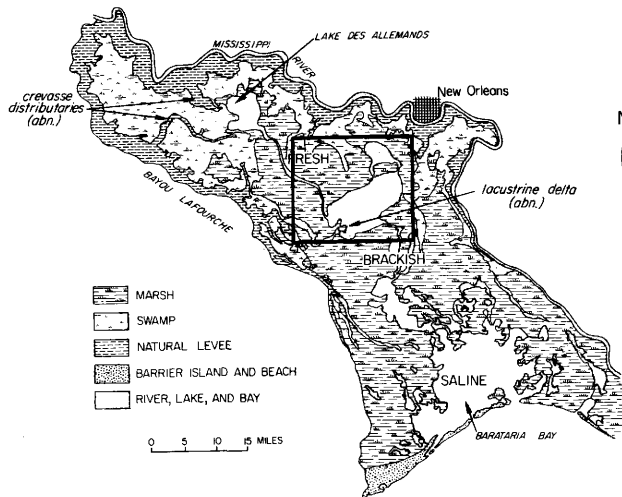 MISSISSIPPI
RIVER
LAKE DES ALLEMANDS
New Orleans
crevasse
distributaries
(abn.)
FRESH
BAYOU LAFOURCHE
lacustrine delta
(abn.)
BRACKISH
MARSH
SWAMP
NATURAL LEVEE
BARRIER ISLAND AND BEACH
RIVER, LAKE, AND BAY
SALINE
0 5 10 15 MILES
BARATARIA BAY